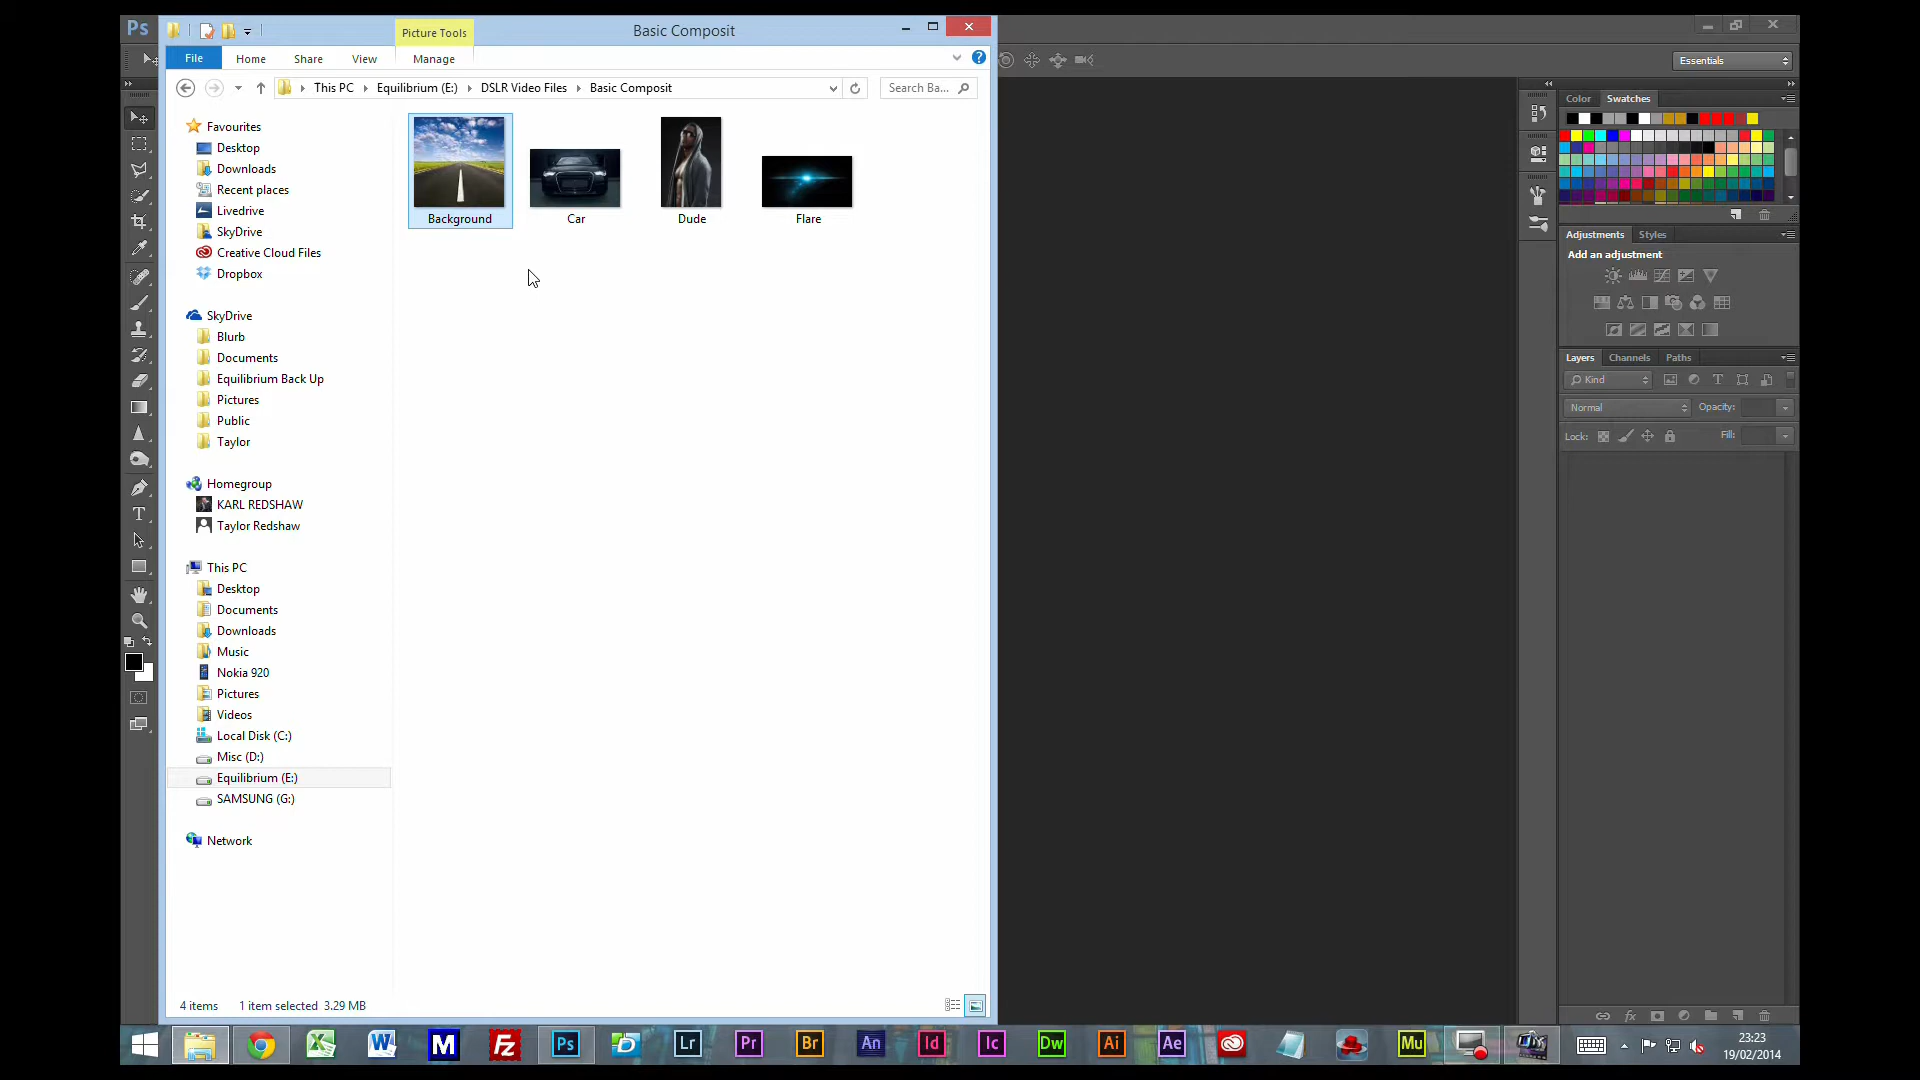 Ps
Picture Tools
Basic Composit
File
Home
Share
View
Manage
This PC
Equilibrium (E:)
DSLR Video Files
Basic Composit
Search Ba...
Essentials
Favourites
Desktop
Downloads
Recent places
Livedrive
SkyDrive
Creative Cloud Files
Dropbox
SkyDrive
Blurb
Documents
Equilibrium Back Up
Pictures
Public
Taylor
Homegroup
KARL REDSHAW
Taylor Redshaw
This PC
Desktop
Documents
Downloads
Music
Nokia 920
Pictures
Videos
Local Disk (C:)
Misc (D:)
Equilibrium (E:)
SAMSUNG (G:)
Network
Background
Car
Dude
Flare
4 items
1 item selected 3.29 MB
Color
Swatches
Adjustments
Styles
Add an adjustment
Layers
Channels
Paths
Kind
Normal
Opacity:
Lock:
Fill:
fx
M
Fz
Ps
Lr
Pr
Br
An
Id
Ic
Dw
Ai
Ae
Mu
23:23
19/02/2014